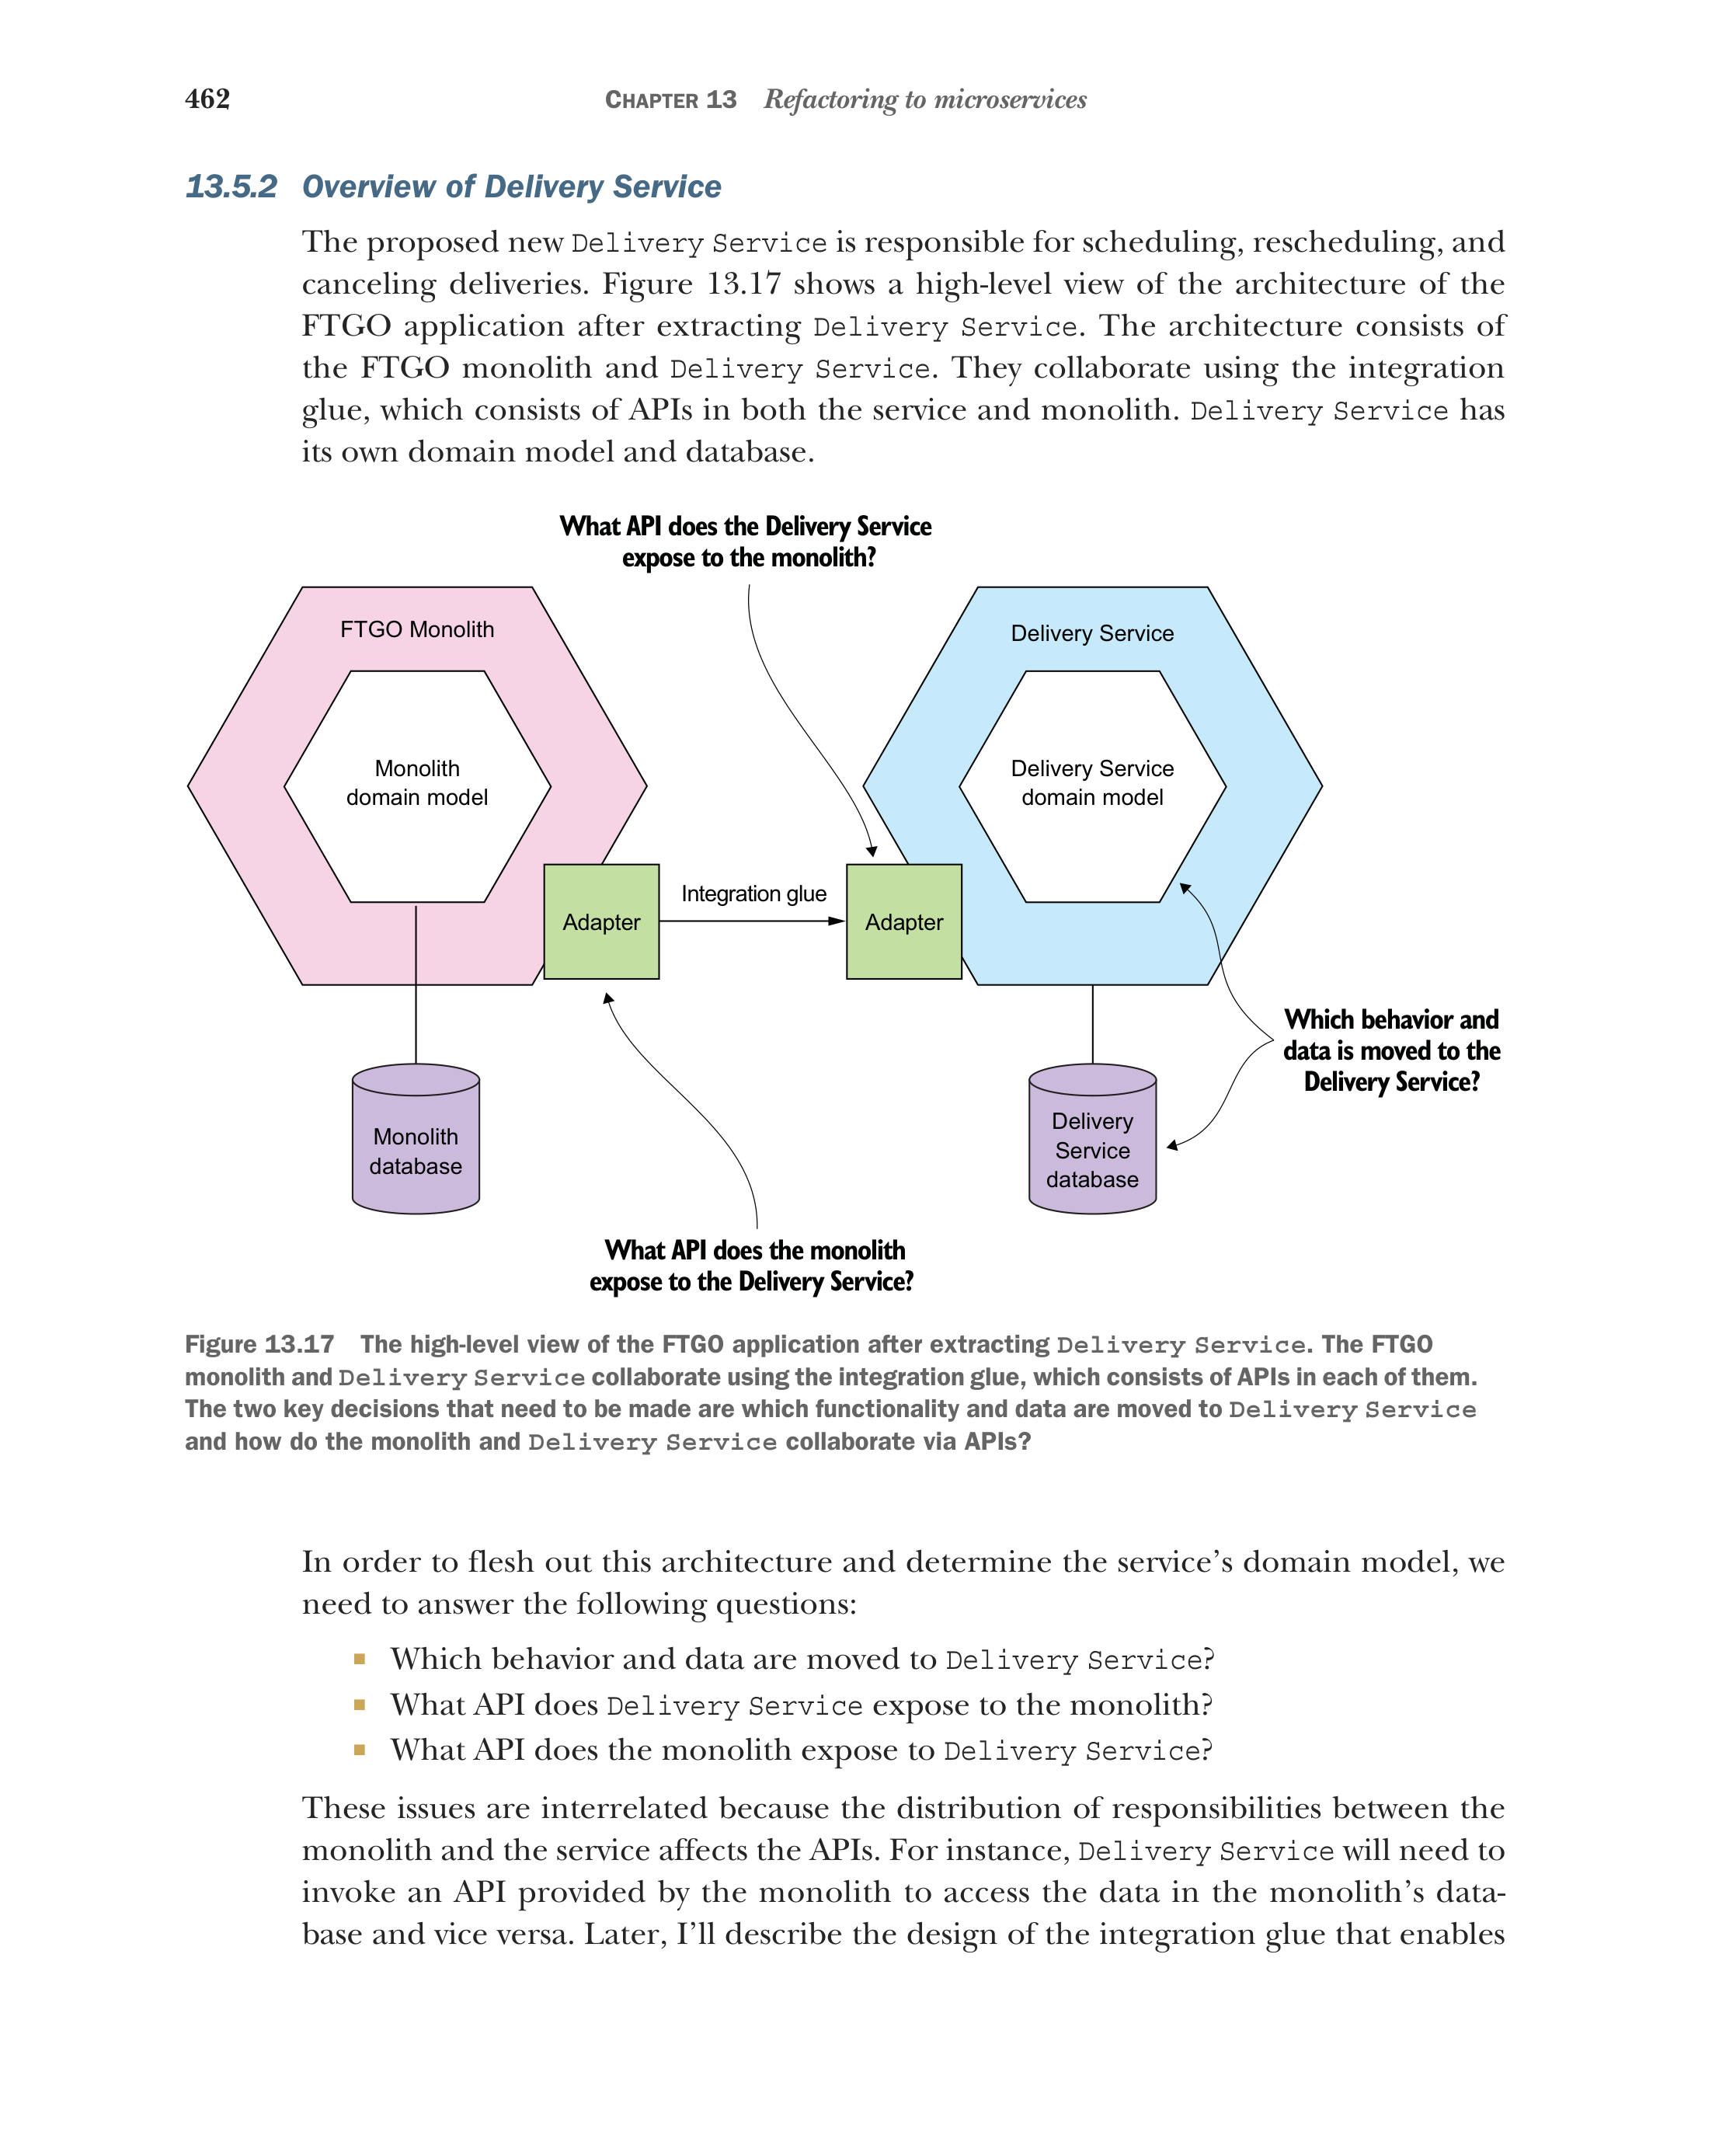 462
CHAPTER 13 Refactoring to microservices
13.5.2 Overview of Delivery Service
The proposed new Delivery Service is responsible for scheduling, rescheduling, and
canceling deliveries. Figure 13.17 shows a high-level view of the architecture of the
FTGO application after extracting Delivery Service. The architecture consists of
the FTGO monolith and Delivery Service. They collaborate using the integration
glue, which consists of APIs in both the service and monolith. Delivery Service has
its own domain model and database.
What API does the Delivery Service
expose to the monolith?
FTGO Monolith
Delivery Service
Monolith
domain model
Delivery Service
domain model
Adapter
Integration glue
Adapter
Which behavior and
data is moved to the
Delivery Service?
Monolith
database
Delivery
Service
database
What API does the monolith
expose to the Delivery Service?
Figure 13.17 The high-level view of the FTGO application after extracting Delivery Service. The FTGO
monolith and Delivery Service collaborate using the integration glue, which consists of APIs in each of them.
The two key decisions that need to be made are which functionality and data are moved to Delivery Service
and how do the monolith and Delivery Service collaborate via APIs?
In order to flesh out this architecture and determine the service’s domain model, we
need to answer the following questions:
■ Which behavior and data are moved to Delivery Service?
■ What API does Delivery Service expose to the monolith?
■ What API does the monolith expose to Delivery Service?
These issues are interrelated because the distribution of responsibilities between the
monolith and the service affects the APIs. For instance, Delivery Service will need to
invoke an API provided by the monolith to access the data in the monolith’s data-
base and vice versa. Later, I’ll describe the design of the integration glue that enables